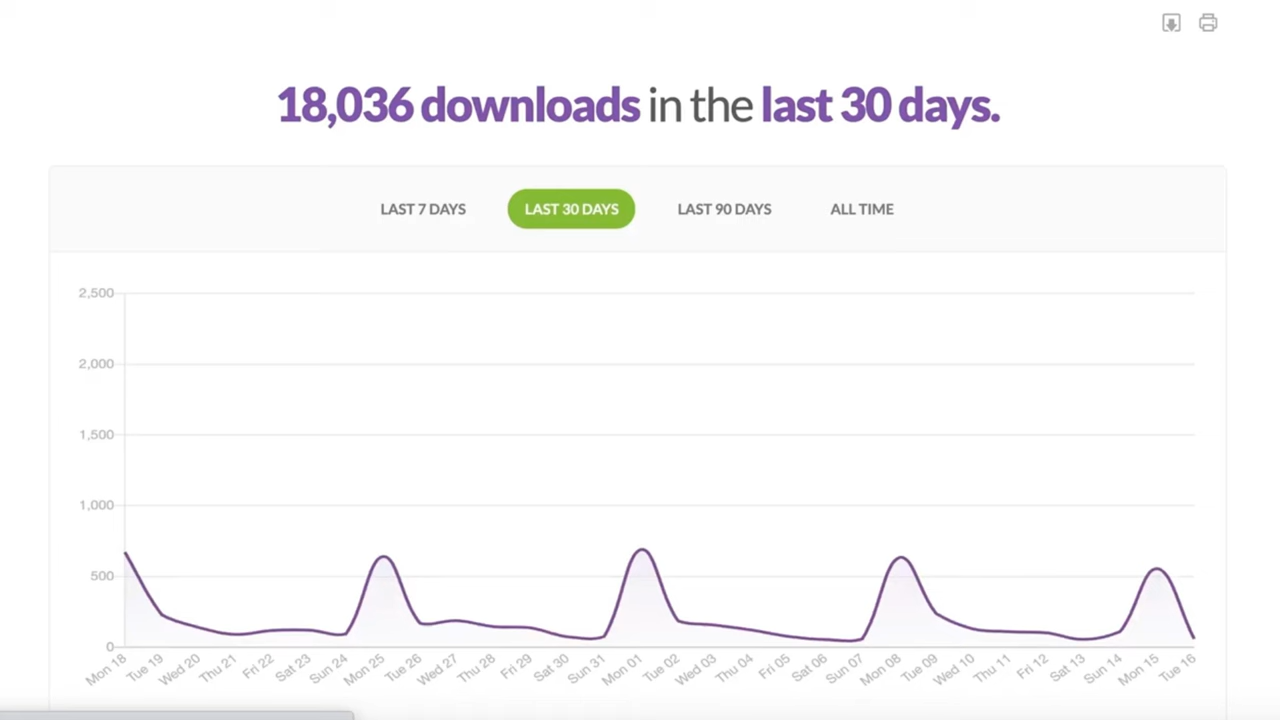 18,036 downloads in the last 30 days.
LAST 7 DAYS LAST 30 DAYS LAST 90 DAYS ALL TIME
2,500
2,000
1,500
1,000
500
0
Mon 18 Tue 19 Wed 20 Thu 21 Fri 22 Sat 23 Sun 24 Mon 25 Tue 26 Wed 27 Thu 28 Fri 29 Sat 30 Sun 31 Mon 01 Tue 02 Wed 03 Thu 04 Fri 05 Sat 06 Sun 07 Mon 08 Tue 09 Wed 10 Thu 11 Fri 12 Sat 13 Sun 14 Mon 15 Tue 16